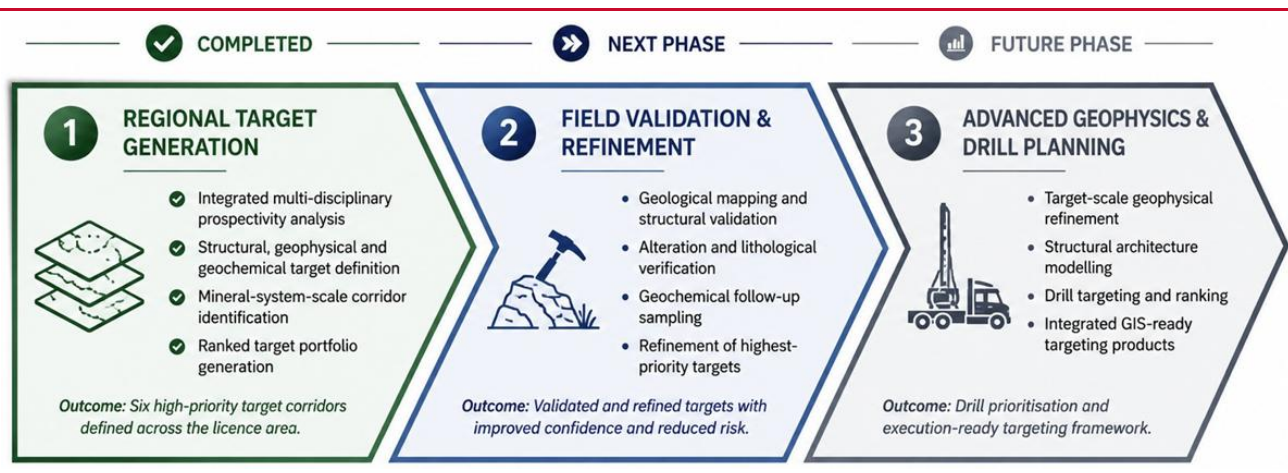 COMPLETED
NEXT PHASE
FUTURE PHASE
1
REGIONAL TARGET
GENERATION
Integrated multi-disciplinary
prospectivity analysis
Structural, geophysical and
geochemical target definition
Mineral-system-scale corridor
identification
Ranked target portfolio
generation
Outcome: Six high-priority target corridors
defined across the licence area.
2
FIELD VALIDATION &
REFINEMENT
• Geological mapping and
structural validation
• Alteration and lithological
verification
• Geochemical follow-up
sampling
• Refinement of highest-
priority targets
Outcome: Validated and refined targets with
improved confidence and reduced risk.
3
ADVANCED GEOPHYSICS &
DRILL PLANNING
• Target-scale geophysical
refinement
• Structural architecture
modelling
• Drill targeting and ranking
• Integrated GIS-ready
targeting products
Outcome: Drill prioritisation and
execution-ready targeting framework.